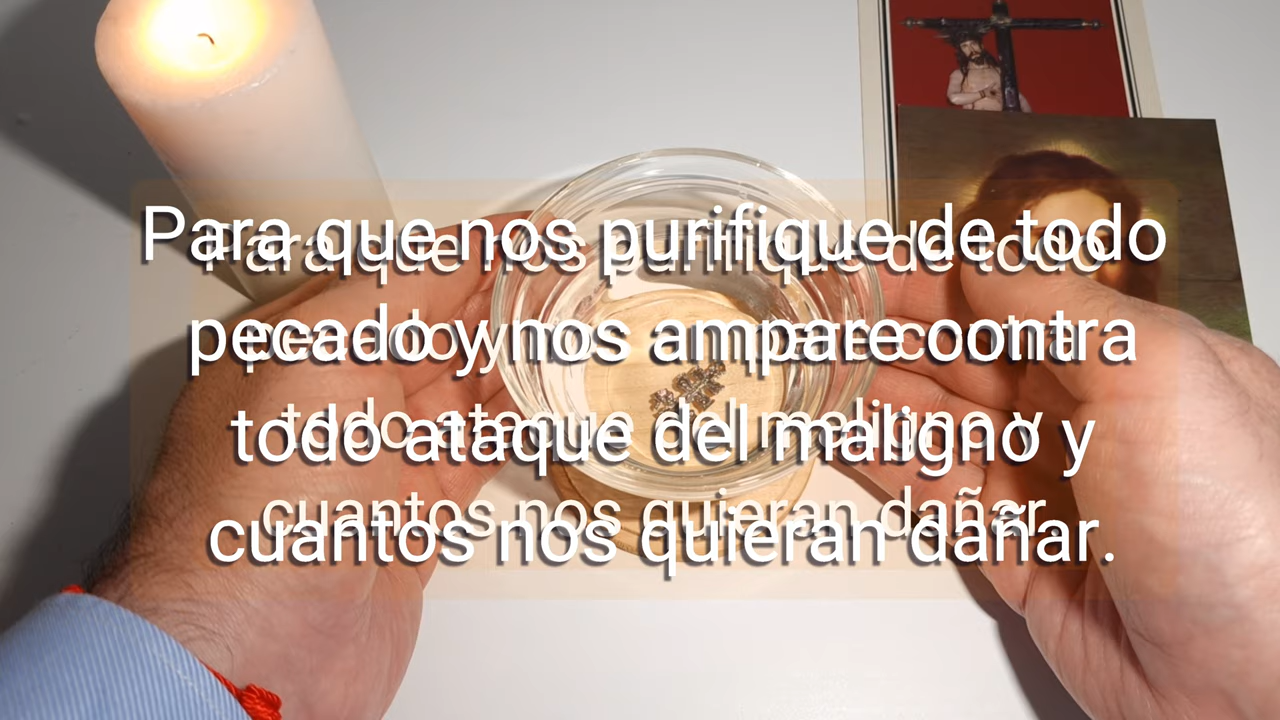 Para que nos purifique de todo
pecado y nos ampare contra
todo ataque del maligno y
cuantos nos quieran dañar.